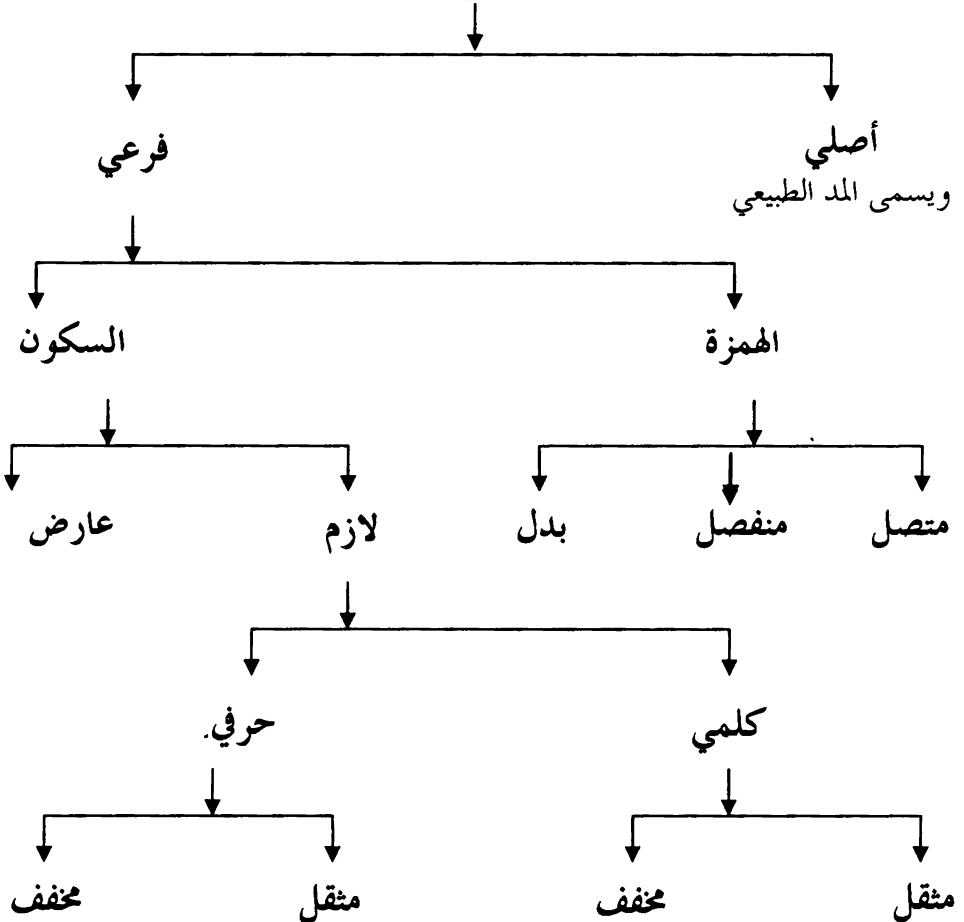 أصلي
ويسمى المد الطبيعي
فرعي
الهمزة
السكون
متصل
منفصل
بدل
لازم
عارض
كلمي
حرفي.
مثقل
مخفف
مثقل
مخفف